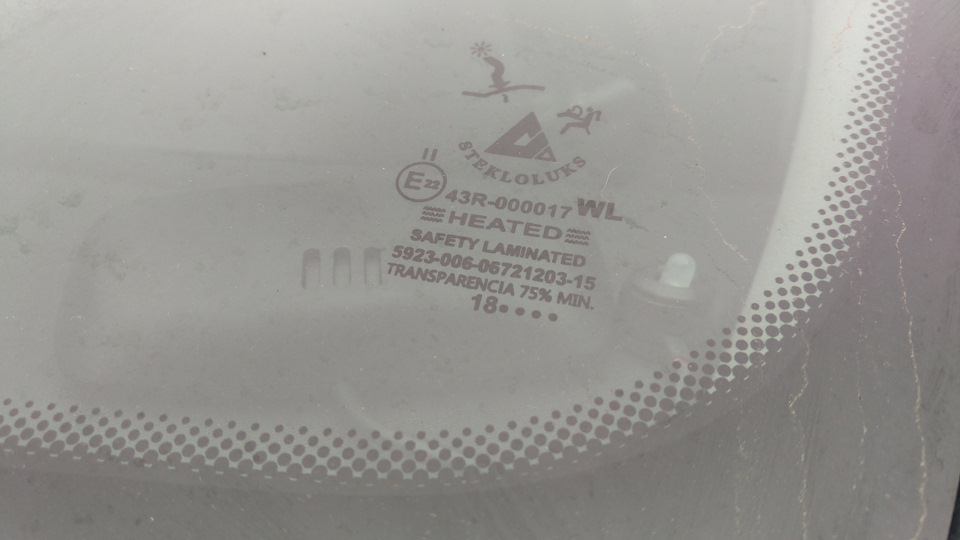 STEKLOLUKS
II
E22 43R-000017 WL
HEATED
SAFETY LAMINATED
5923-006-06721203-15
TRANSPARENCIA 75% MIN.
18••••